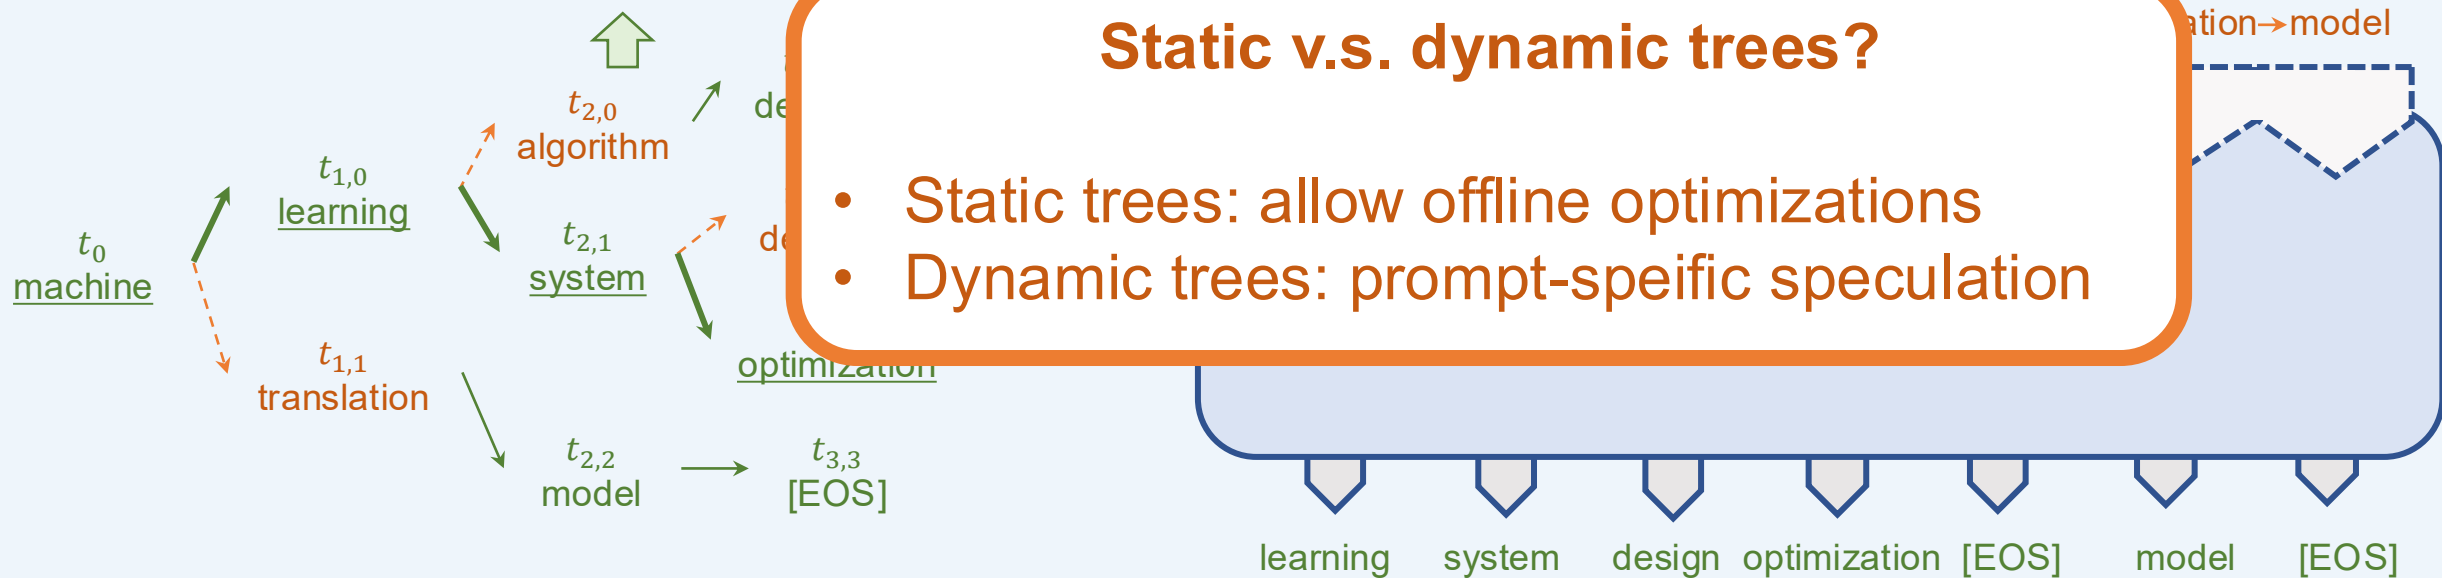 Static v.s. dynamic trees?
• Static trees: allow offline optimizations
• Dynamic trees: prompt-speific speculation
t0
machine
t1,0
learning
t1,1
translation
t2,0
algorithm
t2,1
system
t2,2
model
optimization
t3,3
[EOS]
→model
learning system design optimization [EOS] model [EOS]